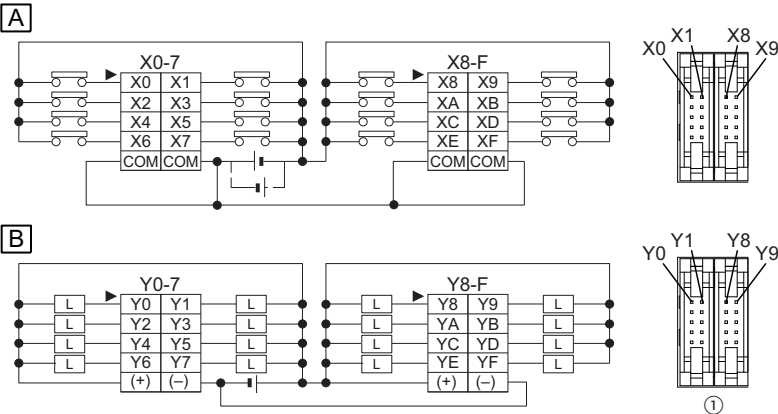 A
X0-7
X8-F
X0 X1 X8 X9
X0 X1
X2 X3
X4 X5
X6 X7
COM COM
X8 X9
XA XB
XC XD
XE XF
COM COM
B
Y0-7
Y8-F
Y0 Y1 Y8 Y9
L Y0 Y1 L
L Y2 Y3 L
L Y4 Y5 L
L Y6 Y7 L
(+) (–)
L Y8 Y9 L
L YA YB L
L YC YD L
L YE YF L
(+) (–)
①